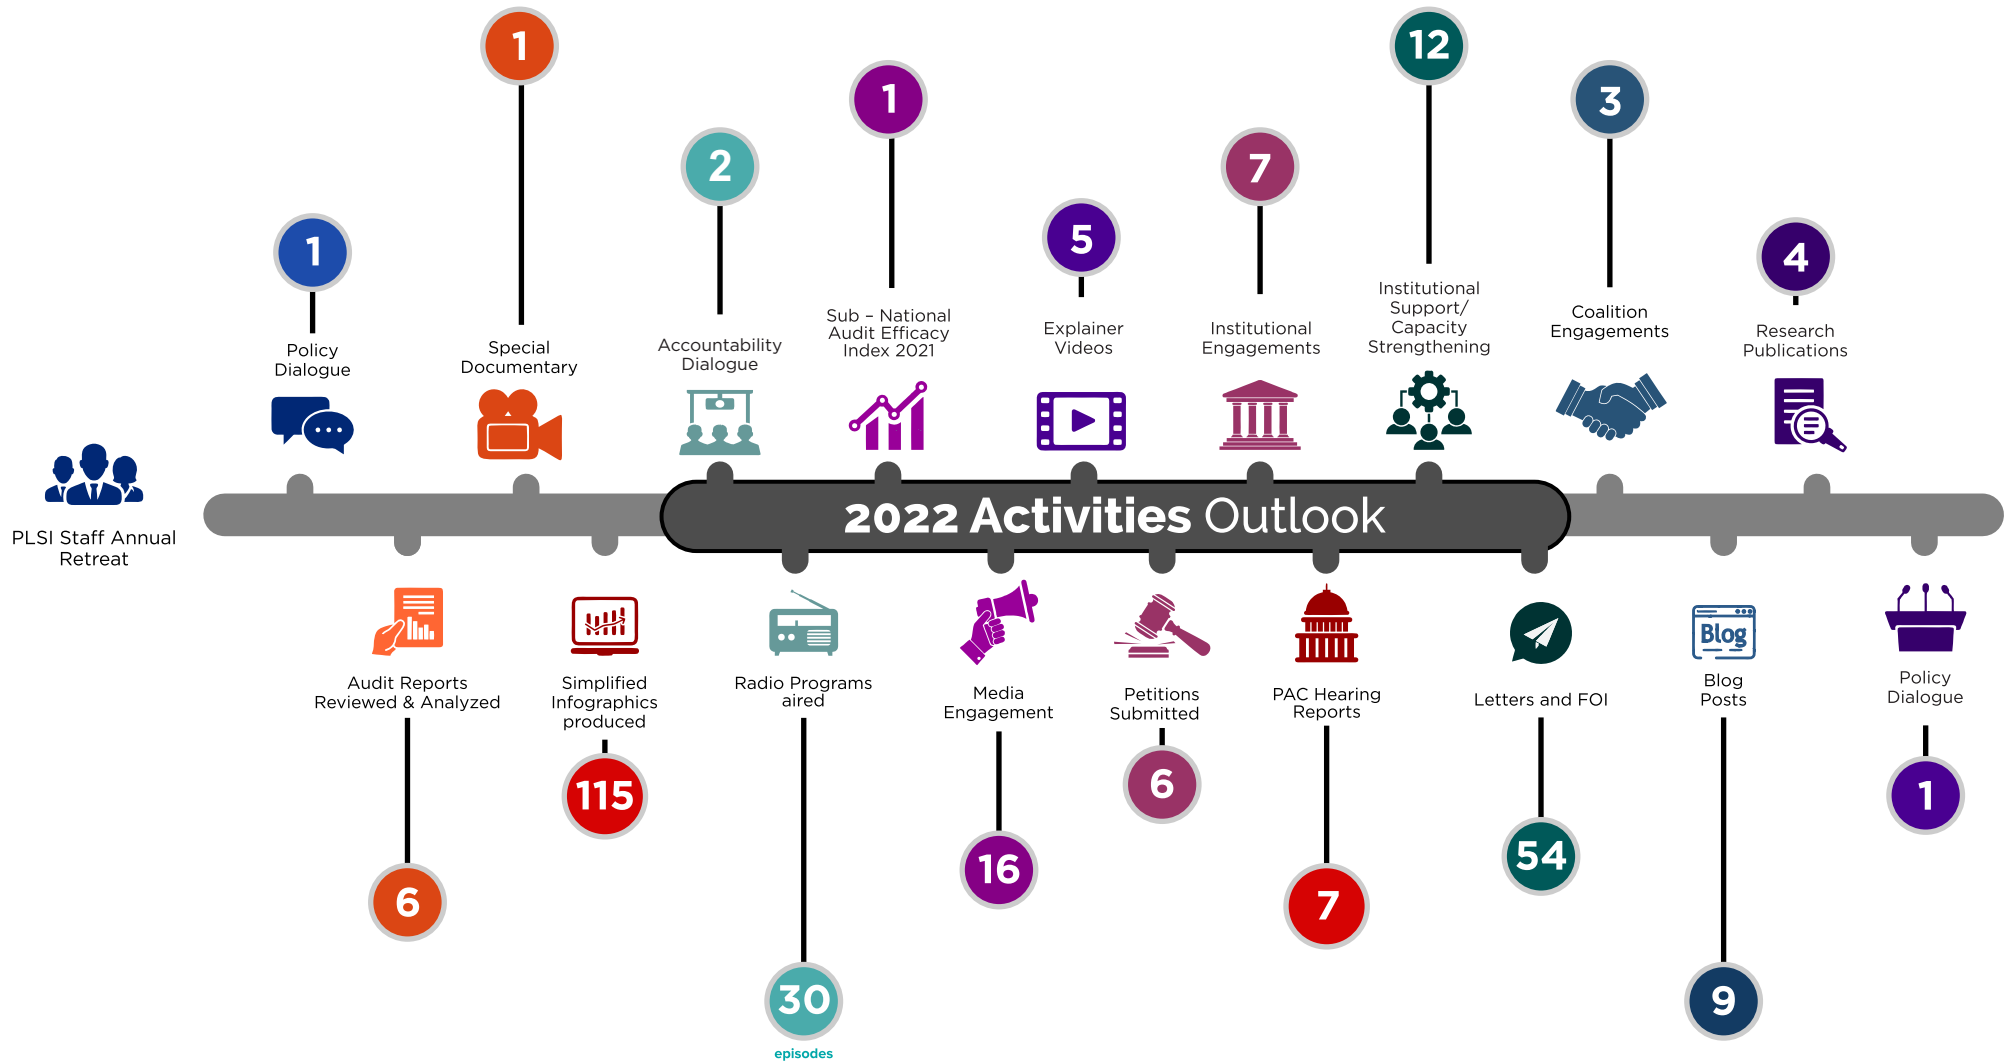 1
Policy
Dialogue
1
Special
Documentary
2
Accountability
Dialogue
1
Sub – National
Audit Efficacy
Index 2021
5
Explainer
Videos
7
Institutional
Engagements
12
Institutional
Support/
Capacity
Strengthening
3
Coalition
Engagements
4
Research
Publications
PLSI Staff Annual
Retreat
2022 Activities Outlook
Audit Reports
Reviewed & Analyzed
6
Simplified
Infographics
produced
115
Radio Programs
aired
30
episodes
Media
Engagement
16
Petitions
Submitted
6
PAC Hearing
Reports
7
Letters and FOI
54
Blog
Blog
Posts
9
Policy
Dialogue
1